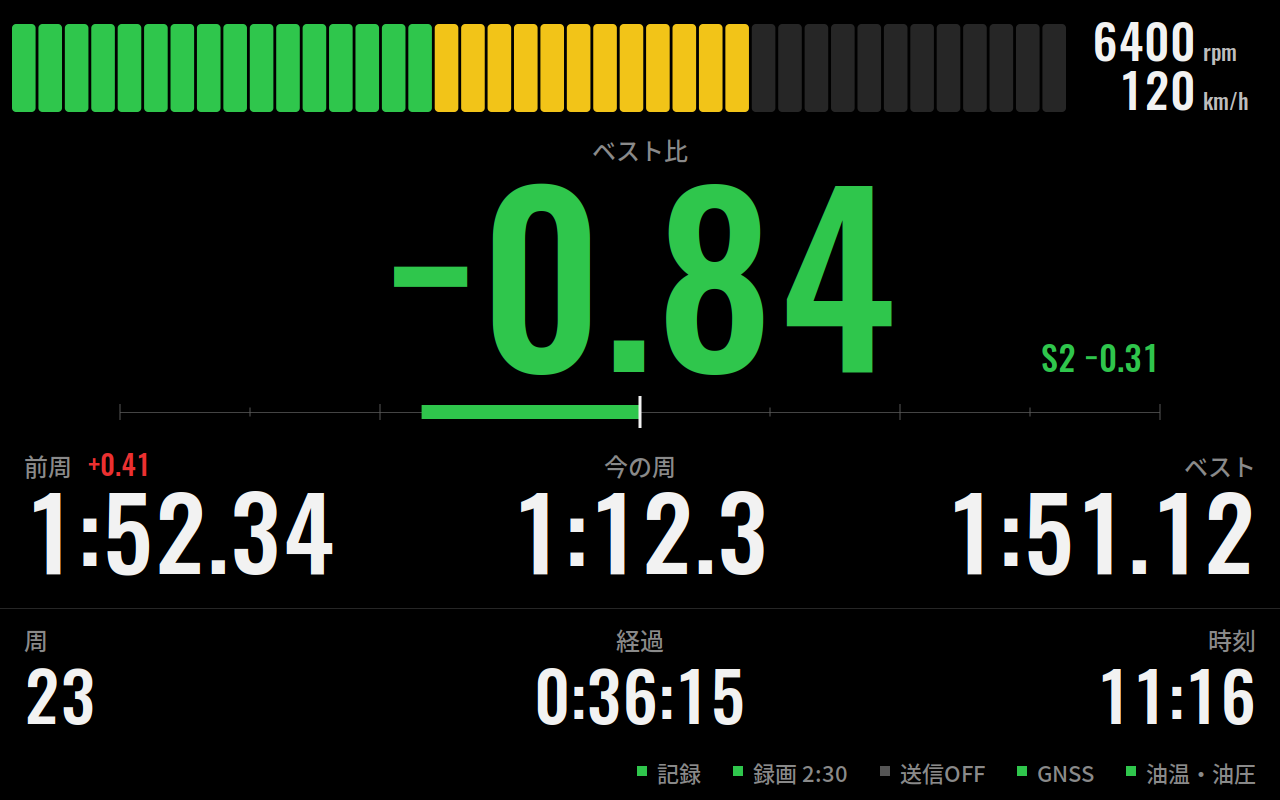 6400 rpm
120 km/h
ベスト比
-0.84
S2 -0.31
前周 +0.41 今の周 ベスト
1:52.34 1:12.3 1:51.12
周 経過 時刻
23 0:36:15 11:16
記録 録画 2:30 送信OFF GNSS 油温・油圧